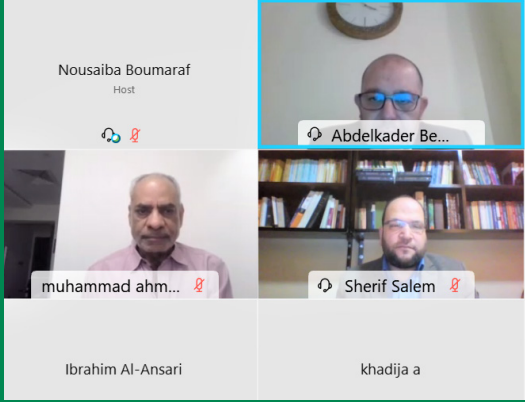 Nousaiba Boumaraf
Host
Abdelkader Be...
muhammad ahm...
Sherif Salem
Ibrahim Al-Ansari
khadija a